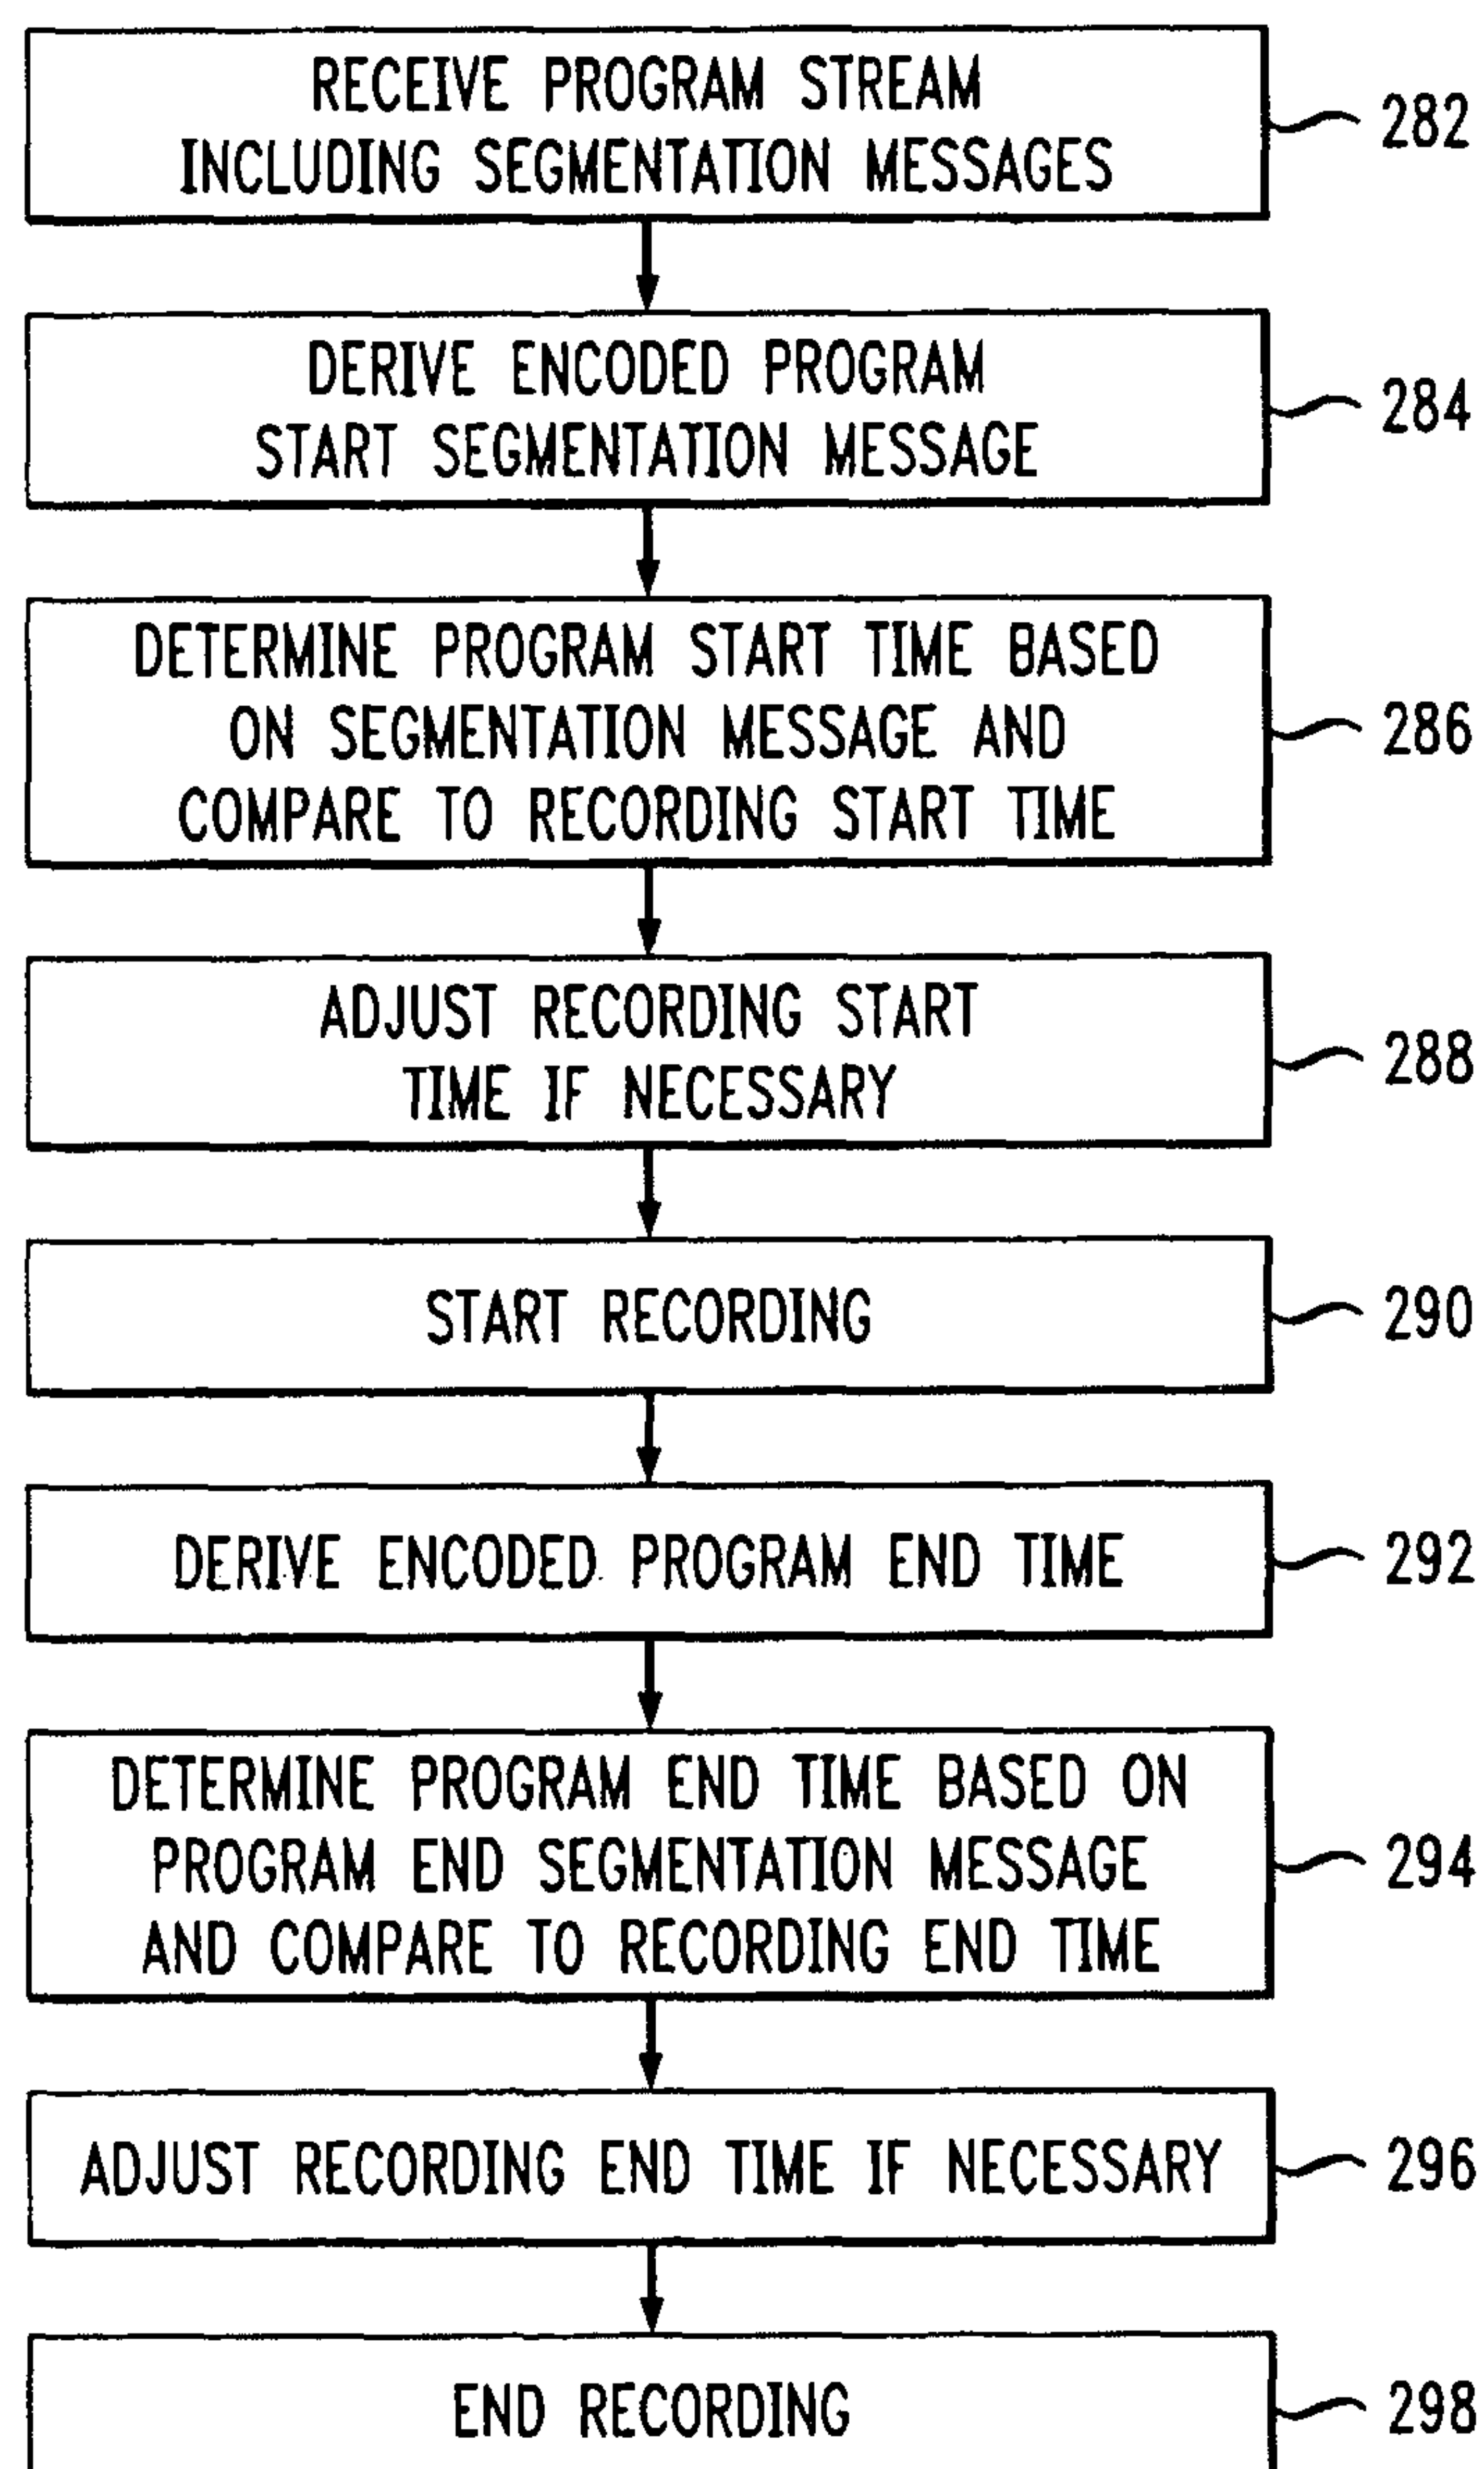 RECEIVE PROGRAM STREAM
INCLUDING SEGMENTATION MESSAGES
282
DERIVE ENCODED PROGRAM
START SEGMENTATION MESSAGE
284
DETERMINE PROGRAM START TIME BASED
ON SEGMENTATION MESSAGE AND
COMPARE TO RECORDING START TIME
286
ADJUST RECORDING START
TIME IF NECESSARY
288
START RECORDING
290
DERIVE ENCODED PROGRAM END TIME
292
DETERMINE PROGRAM END TIME BASED ON
PROGRAM END SEGMENTATION MESSAGE
AND COMPARE TO RECORDING END TIME
294
ADJUST RECORDING END TIME IF NECESSARY
296
END RECORDING
298